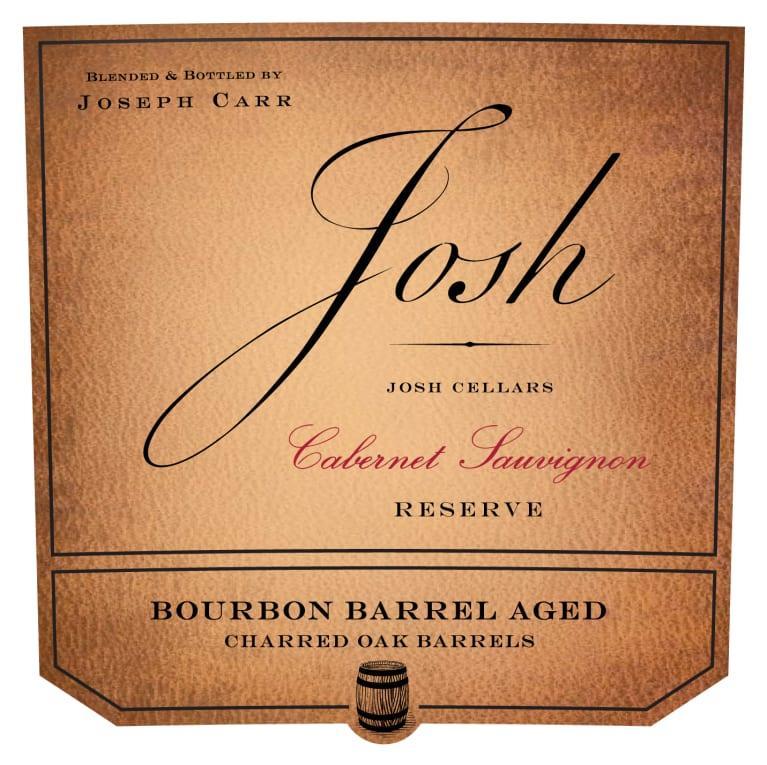 Blended & Bottled by
Joseph Carr
Josh
JOSH CELLARS
Cabernet Sauvignon
RESERVE
BOURBON BARREL AGED
CHARRED OAK BARRELS